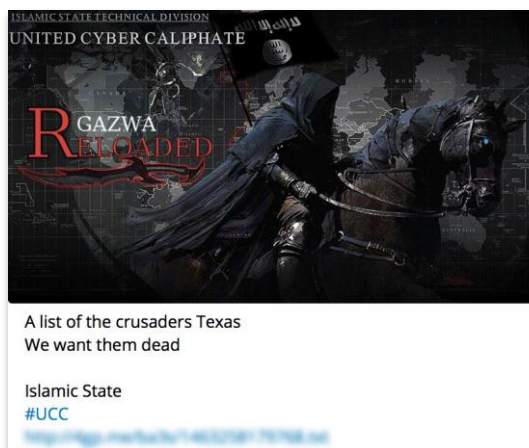 ISLAMIC STATE TECHNICAL DIVISION
UNITED CYBER CALIPHATE
GAZWA
RELOADED
A list of the crusaders Texas
We want them dead
Islamic State
#UCC